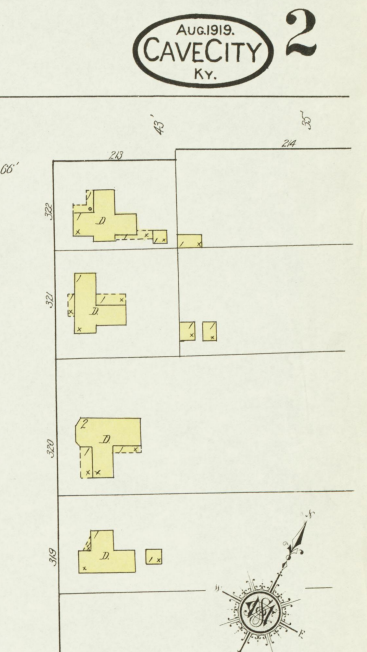 AUG. 1919.
CAVE CITY
KY.
2
66'
43'
35'
213
214
322
/
D.
/
x
/
x
/
x
/
x
321
/
/
x
/
x
D.
x
/
x
/
x
320
2
D.
/
/
x
x
x
319
/
D.
x
/
x
N
E.